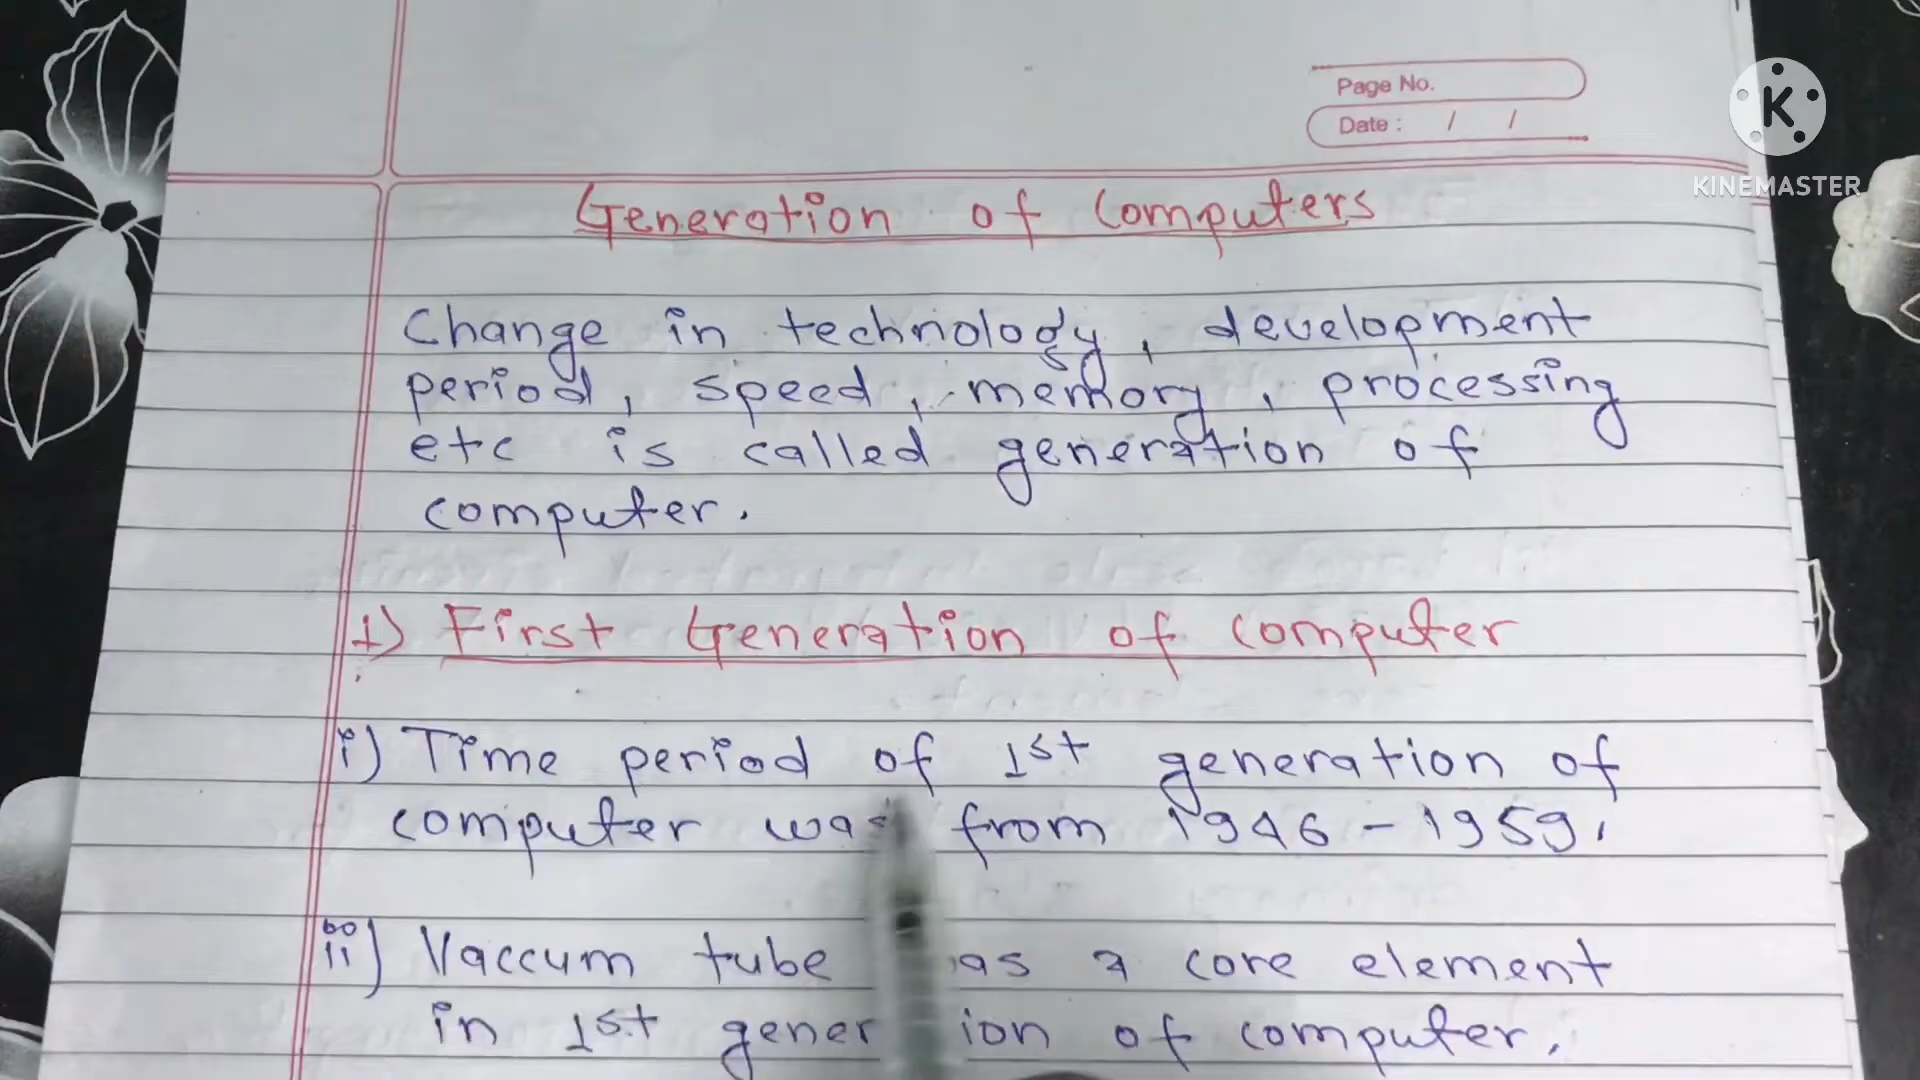 Page No.
Date : / /
KINEMASTER
Generation of Computers
Change in technology, development
period, speed, memory, processing
etc is called generation of
computer.
1) First Generation of computer
i) Time period of 1st generation of
computer was from 1946-1959.
ii) Vaccum tube as a core element
in 1st generation of computer.